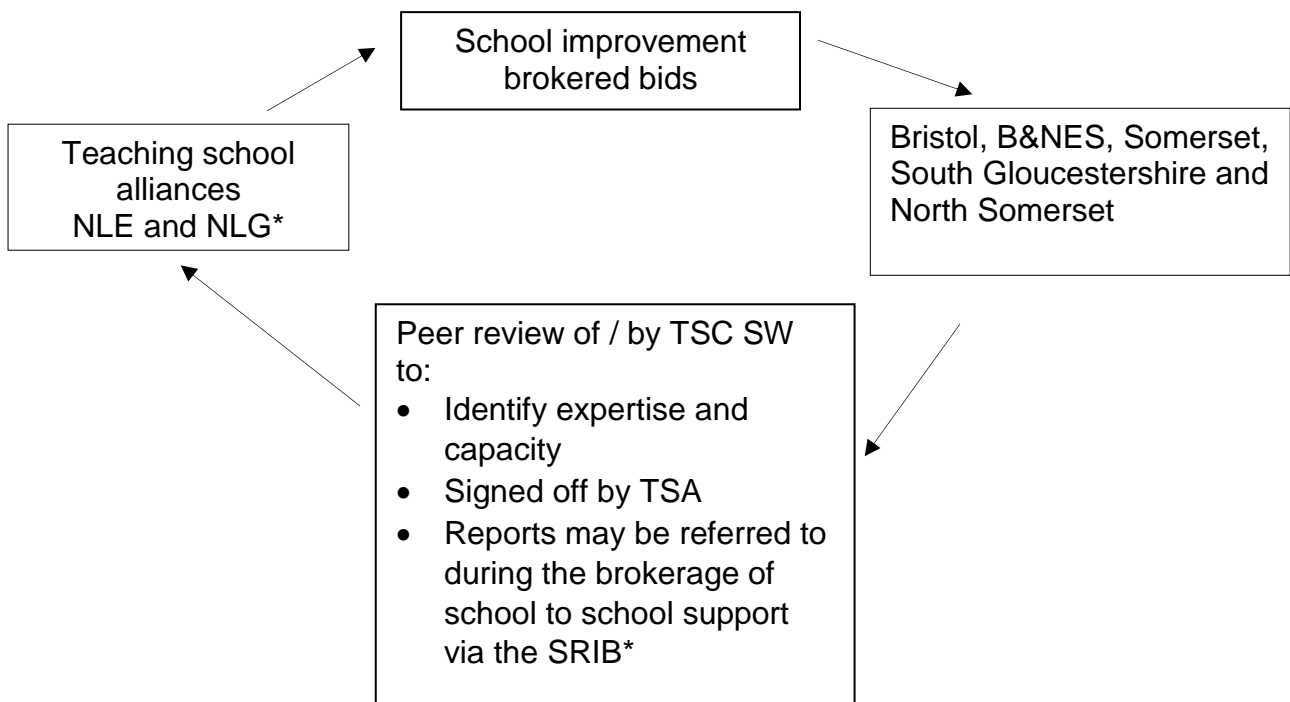 School improvement
brokered bids
Teaching school
alliances
NLE and NLG*
Bristol, B&NES, Somerset,
South Gloucestershire and
North Somerset
Peer review of / by TSC SW
to:
• Identify expertise and
capacity
• Signed off by TSA
• Reports may be referred to
during the brokerage of
school to school support
via the SRIB*